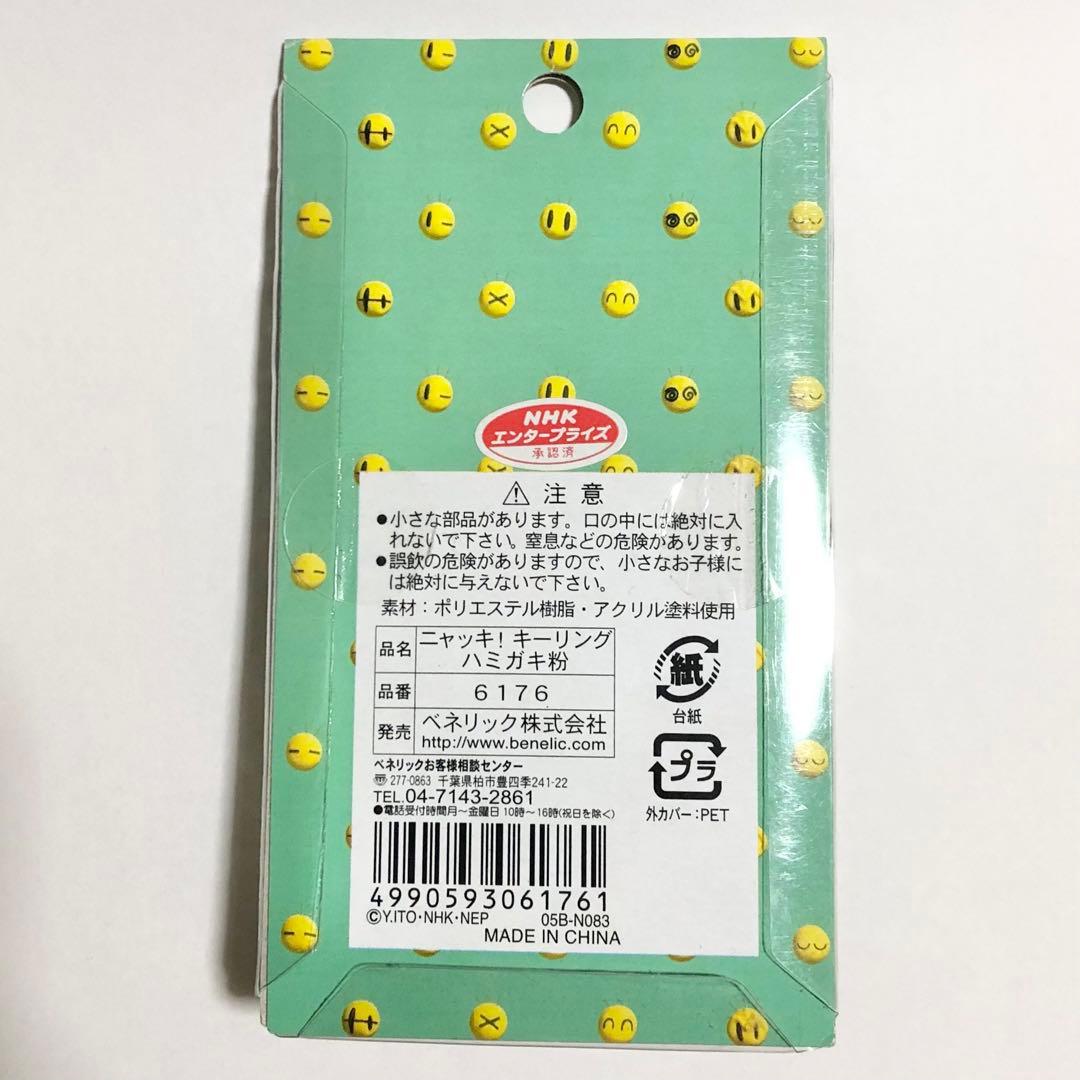 NHK
エンタープライズ
承認済
⚠ 注意
●小さな部品があります。口の中には絶対に入
れないで下さい。窒息などの危険があります。
●誤飲の危険がありますので、小さなお子様に
は絶対に与えないで下さい。
素材：ポリエステル樹脂・アクリル塗料使用
品名 ニャッキ！キーリング
ハミガキ粉
品番 6176
発売 ベネリック株式会社
http://www.benelic.com
紙
台紙
プラ
外カバー：PET
ベネリックお客様相談センター
〠277-0863 千葉県柏市豊四季241-22
TEL.04-7143-2861
●電話受付時間月～金曜日 10時～16時(祝日を除く)
4990593061761
©Y.ITO・NHK・NEP 05B-N083
MADE IN CHINA